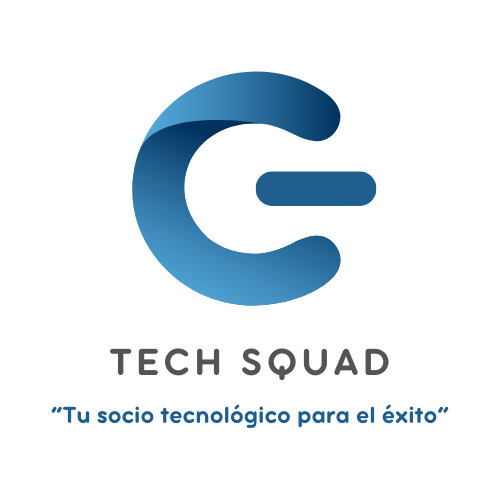 TECH SQUAD
"Tu socio tecnológico para el éxito"